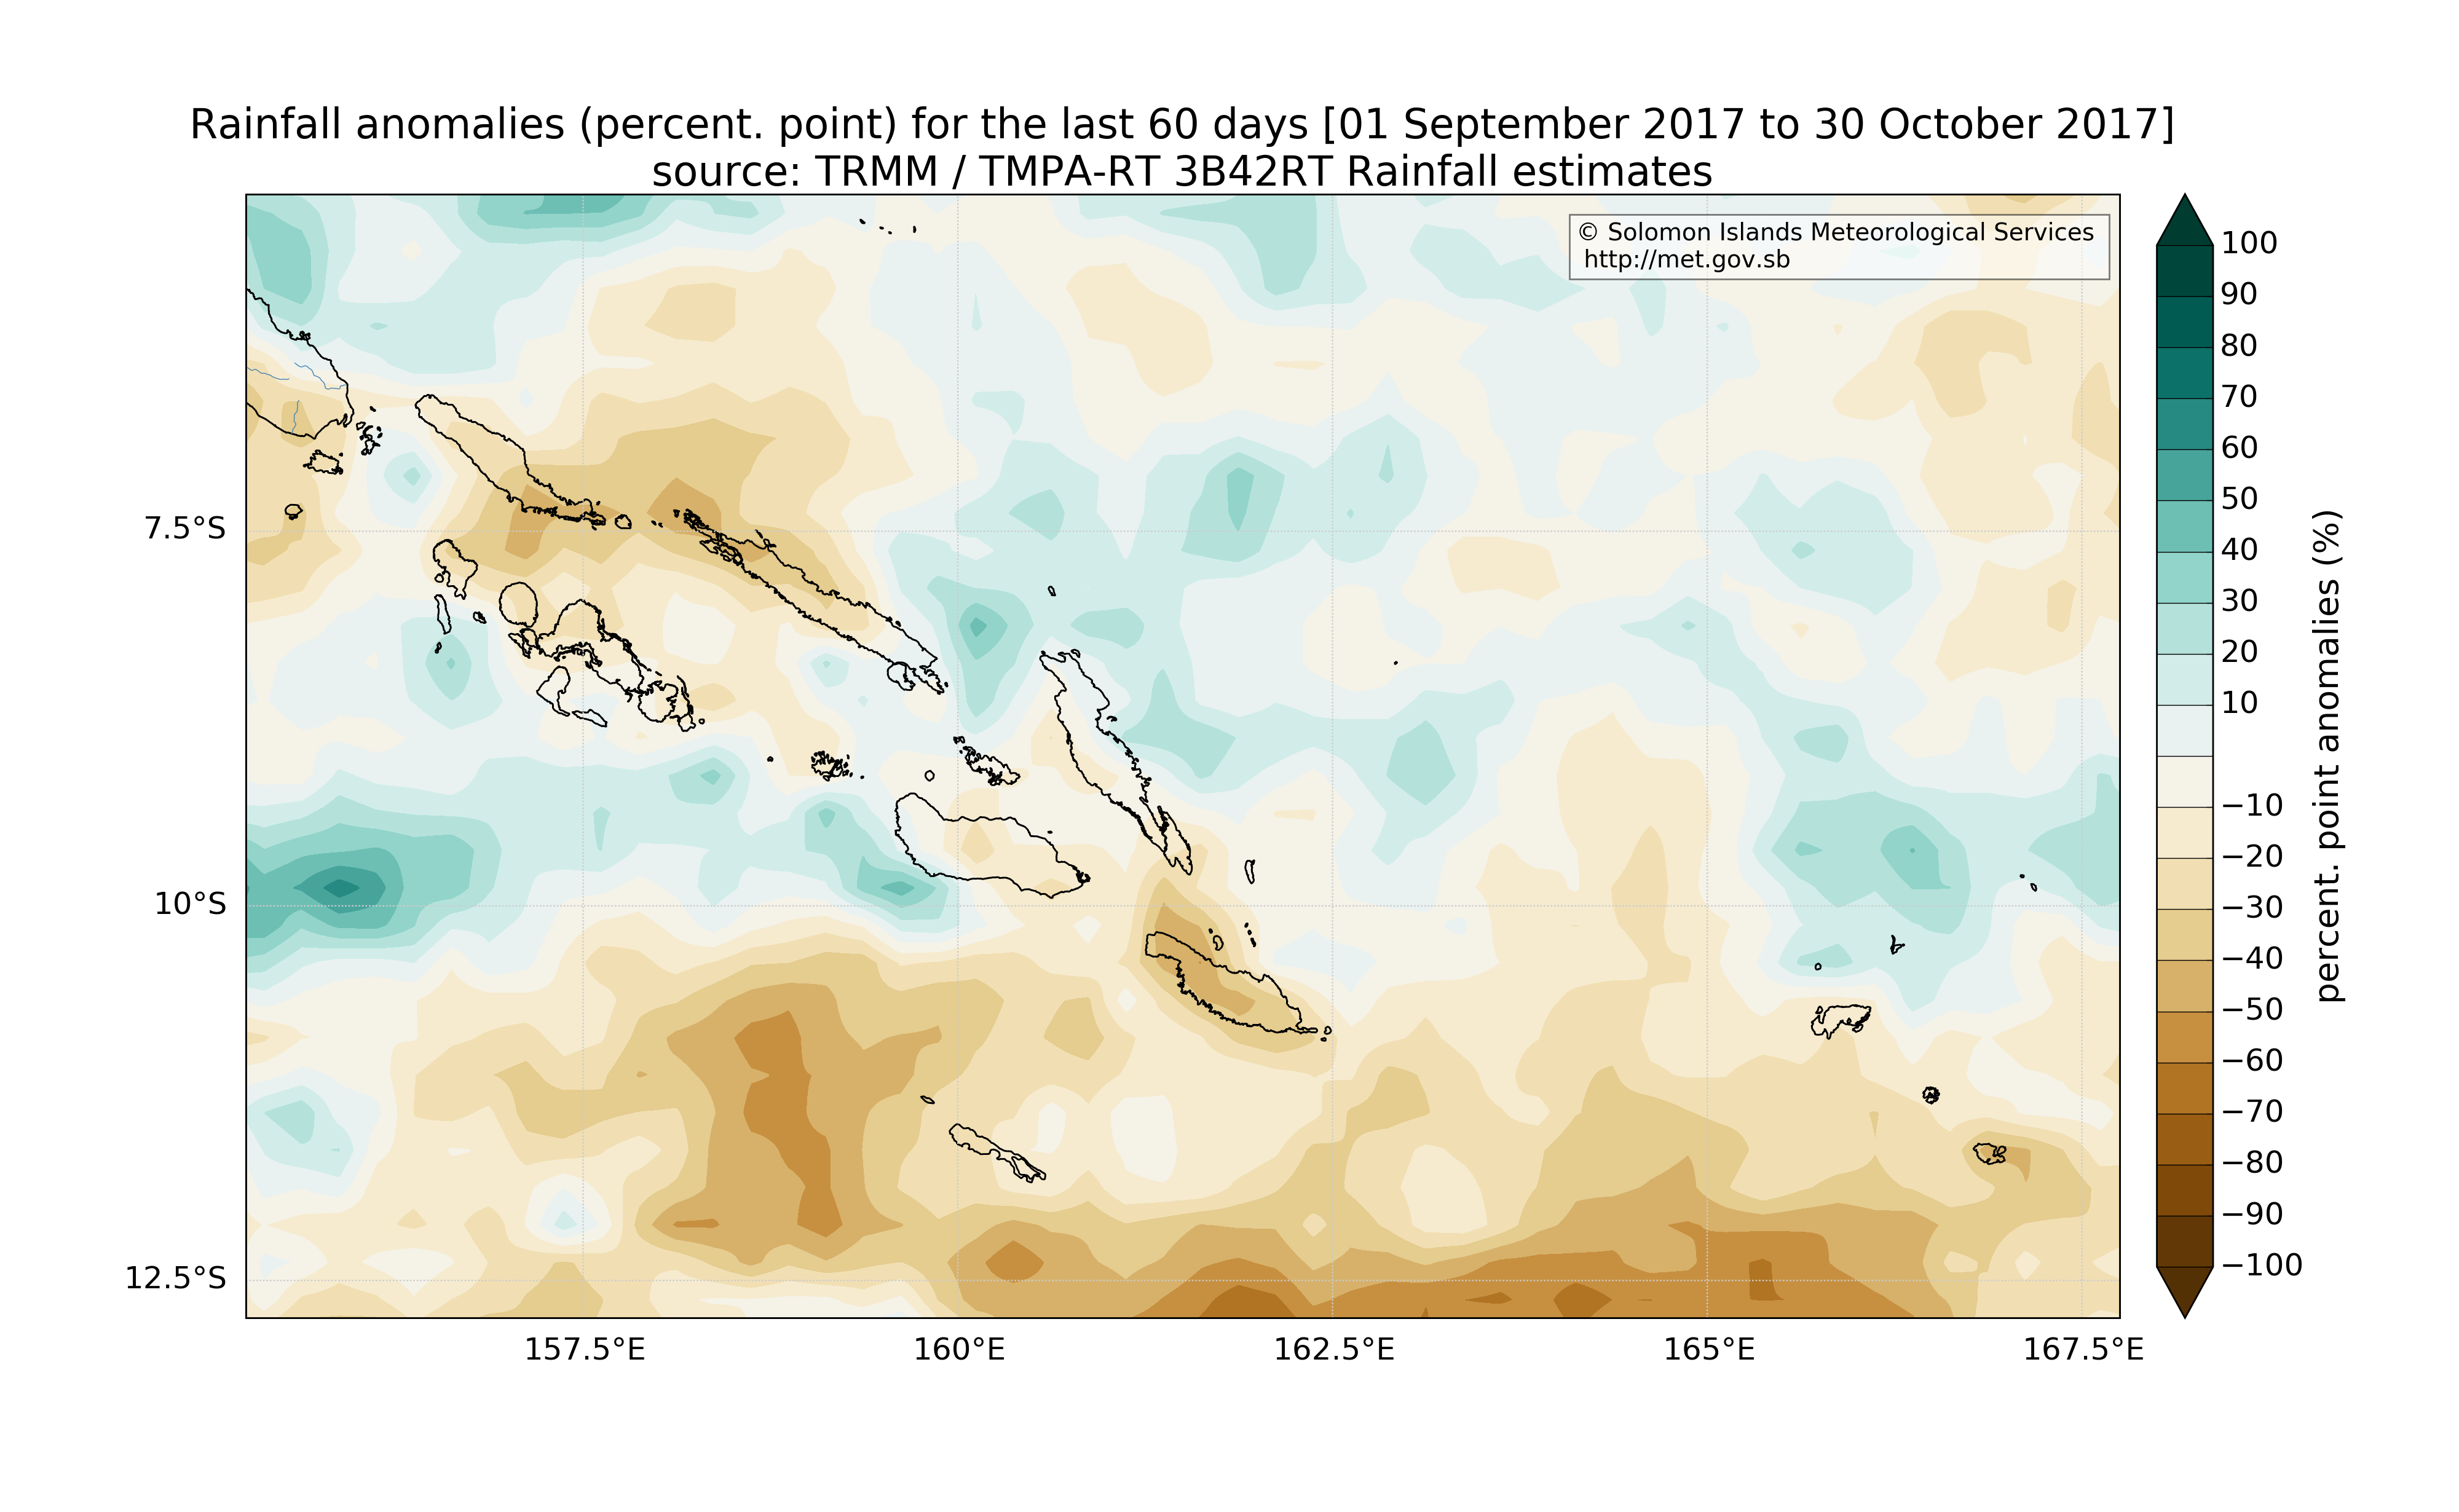 Rainfall anomalies (percent. point) for the last 60 days [01 September 2017 to 30 October 2017]
source: TRMM / TMPA-RT 3B42RT Rainfall estimates
© Solomon Islands Meteorological Services
http://met.gov.sb
7.5°S
10°S
12.5°S
157.5°E
160°E
162.5°E
165°E
167.5°E
100
90
80
70
60
50
40
30
20
10
−10
−20
−30
−40
−50
−60
−70
−80
−90
−100
percent. point anomalies (%)